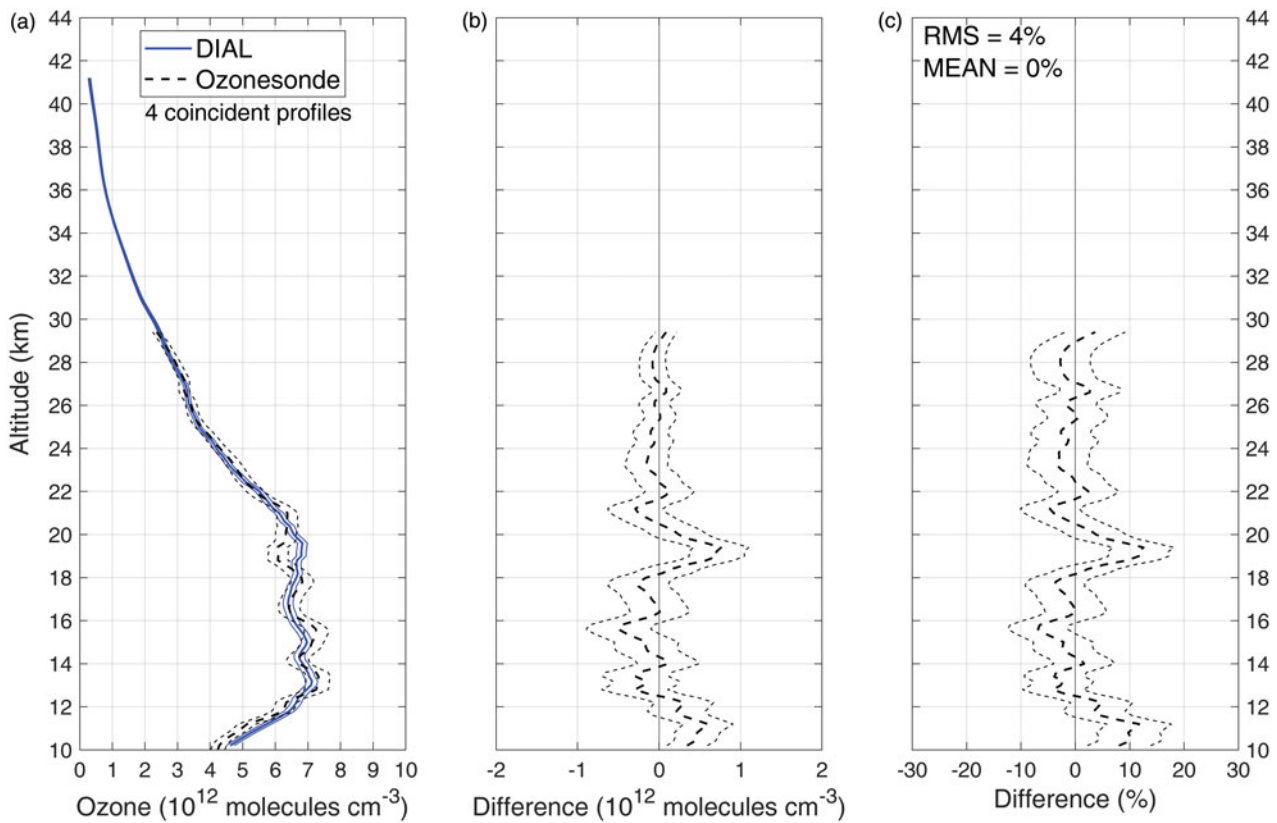 (a)
44
42
40
38
36
34
32
30
28
26
24
22
20
18
16
14
12
10
Altitude (km)
DIAL
Ozonesonde
4 coincident profiles
0 1 2 3 4 5 6 7 8 9 10
Ozone (10¹² molecules cm⁻³)
(b)
-2 -1 0 1 2
Difference (10¹² molecules cm⁻³)
(c)
RMS = 4%
MEAN = 0%
44
42
40
38
36
34
32
30
28
26
24
22
20
18
16
14
12
10
-30 -20 -10 0 10 20 30
Difference (%)